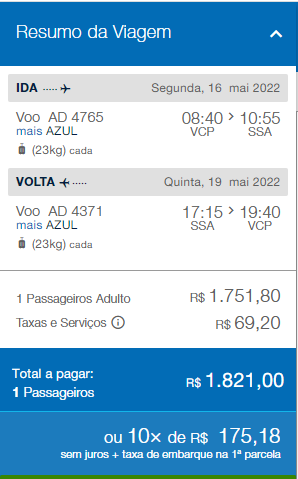 Resumo da Viagem
IDA Segunda, 16 mai 2022
Voo AD 4765 08:40 > 10:55
mais AZUL VCP SSA
(23kg) cada
VOLTA Quinta, 19 mai 2022
Voo AD 4371 17:15 > 19:40
mais AZUL SSA VCP
(23kg) cada
1 Passageiros Adulto R$ 1.751,80
Taxas e Serviços R$ 69,20
Total a pagar:
1 Passageiros R$ 1.821,00
ou 10x de R$ 175,18
sem juros + taxa de embarque na 1ª parcela